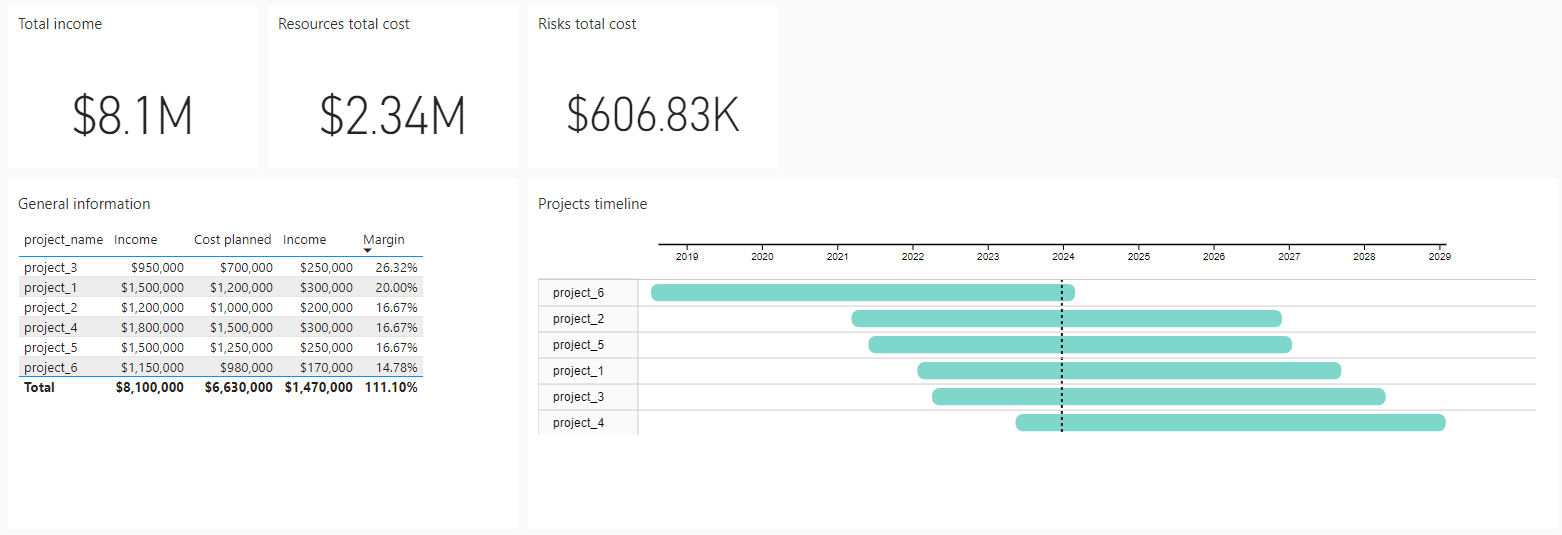 Total income
$8.1M
Resources total cost
$2.34M
Risks total cost
$606.83K
General information
project_name Income Cost planned Income Margin
project_3 $950,000 $700,000 $250,000 26.32%
project_1 $1,500,000 $1,200,000 $300,000 20.00%
project_2 $1,200,000 $1,000,000 $200,000 16.67%
project_4 $1,800,000 $1,500,000 $300,000 16.67%
project_5 $1,500,000 $1,250,000 $250,000 16.67%
project_6 $1,150,000 $980,000 $170,000 14.78%
Total $8,100,000 $6,630,000 $1,470,000 111.10%
Projects timeline
2019 2020 2021 2022 2023 2024 2025 2026 2027 2028 2029
project_6
project_2
project_5
project_1
project_3
project_4